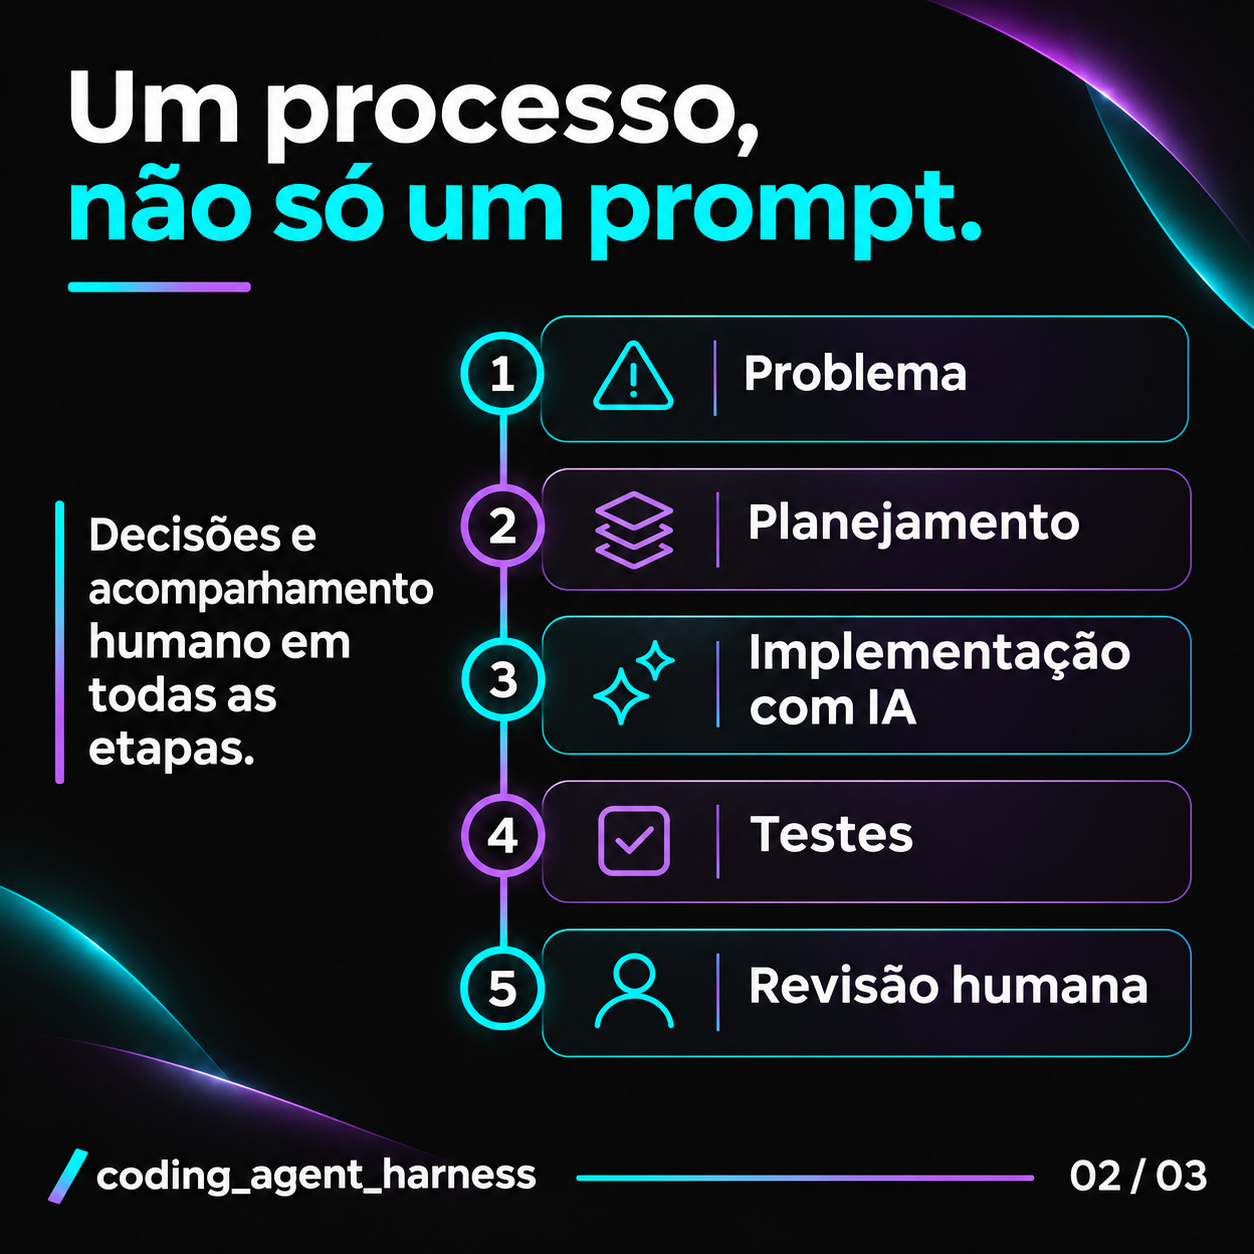 Um processo,
não só um prompt.
1
Problema
2
Planejamento
Decisões e
acompanhamento
humano em
todas as
etapas.
3
Implementação
com IA
4
Testes
5
Revisão humana
coding_agent_harness
02 / 03